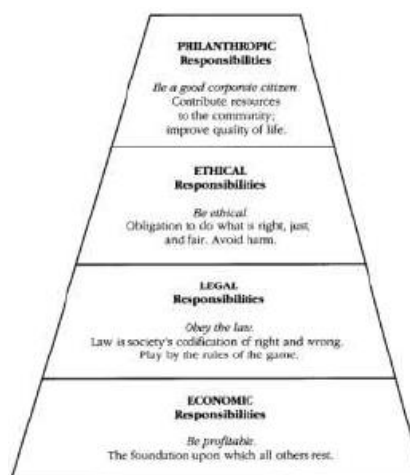 PHILANTHROPIC
Responsibilities
Be a good corporate citizen.
Contribute resources
to the community;
improve quality of life.
ETHICAL
Responsibilities
Be ethical.
Obligation to do what is right, just
and fair. Avoid harm.
LEGAL
Responsibilities
Obey the law.
Law is society's codification of right and wrong.
Play by the rules of the game.
ECONOMIC
Responsibilities
Be profitable.
The foundation upon which all others rest.